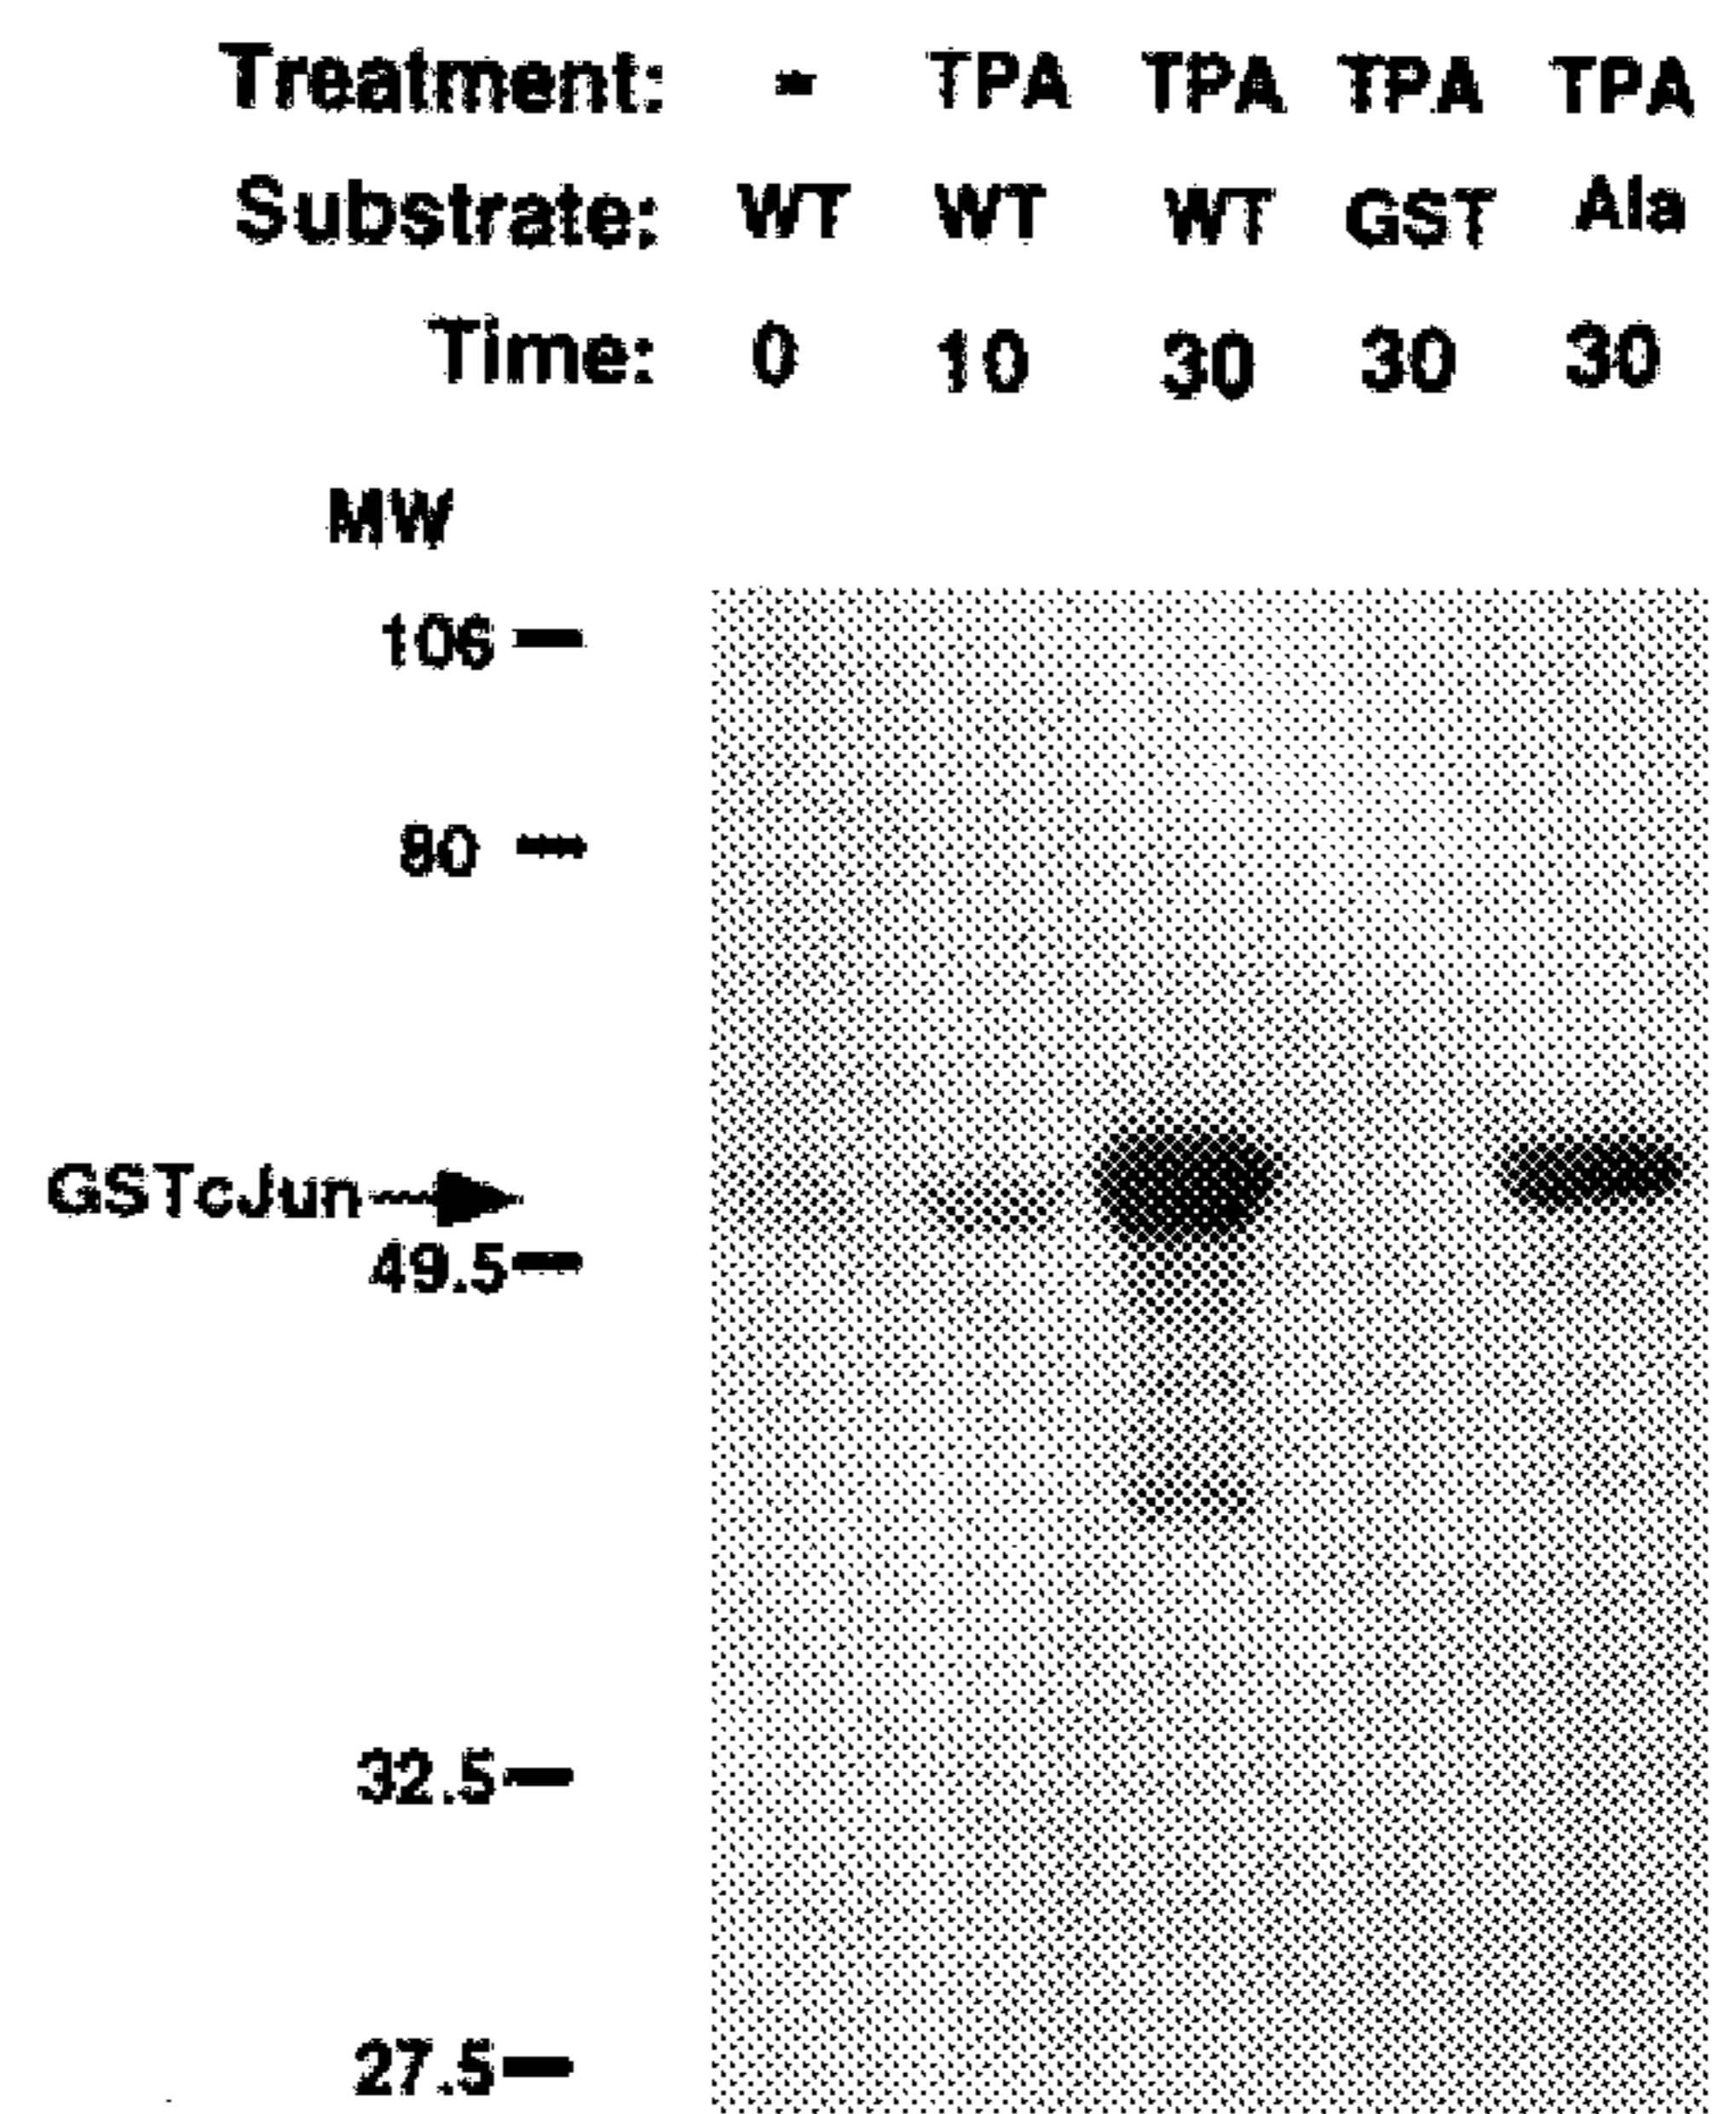 Treatment: - TPA TPA TPA TPA
Substrate: WT WT WT GST Ala
Time: 0 10 30 30 30
MW
106
80
GSTcJun
49.5
32.5
27.5